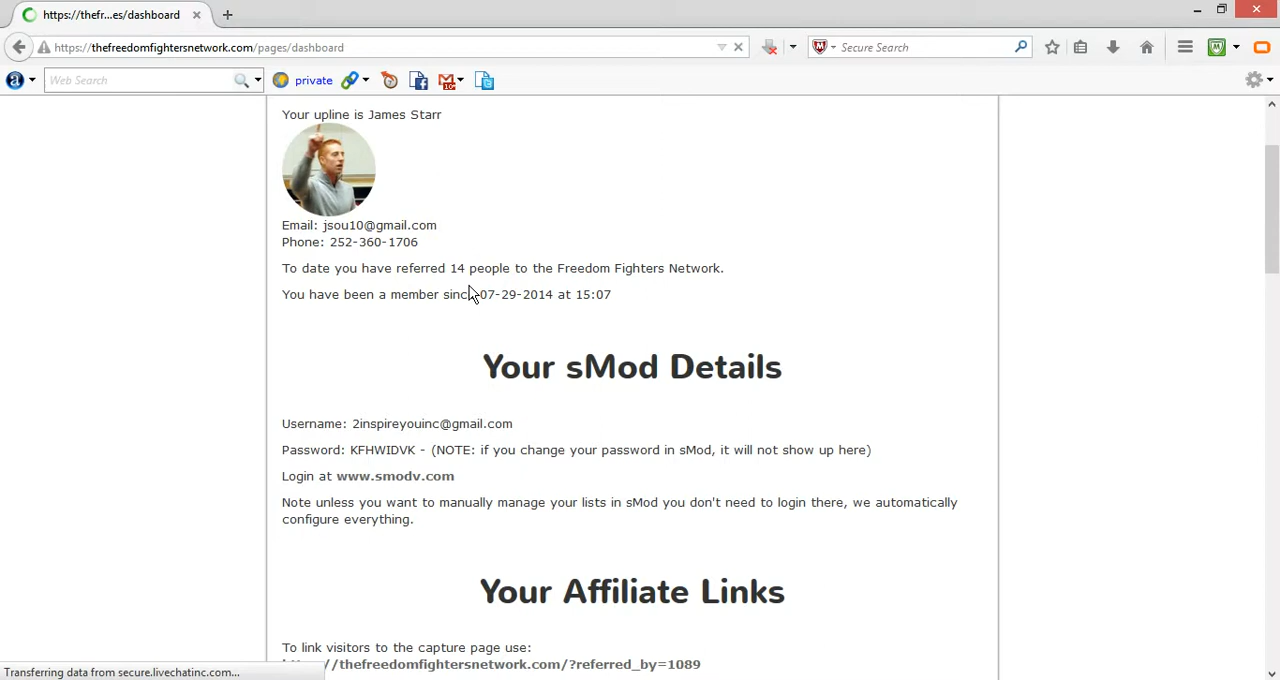 https://thefr...es/dashboard
https://thefreedomfightersnetwork.com/pages/dashboard
Secure Search
Web Search
private
Your upline is James Starr
Email: jsou10@gmail.com
Phone: 252-360-1706
To date you have referred 14 people to the Freedom Fighters Network.
You have been a member since 07-29-2014 at 15:07
Your sMod Details
Username: 2inspireyouinc@gmail.com
Password: KFHWIDVK - (NOTE: if you change your password in sMod, it will not show up here)
Login at www.smodv.com
Note unless you want to manually manage your lists in sMod you don't need to login there, we automatically
configure everything.
Your Affiliate Links
To link visitors to the capture page use:
//thefreedomfightersnetwork.com/?referred_by=1089
Transferring data from secure.livechatinc.com...